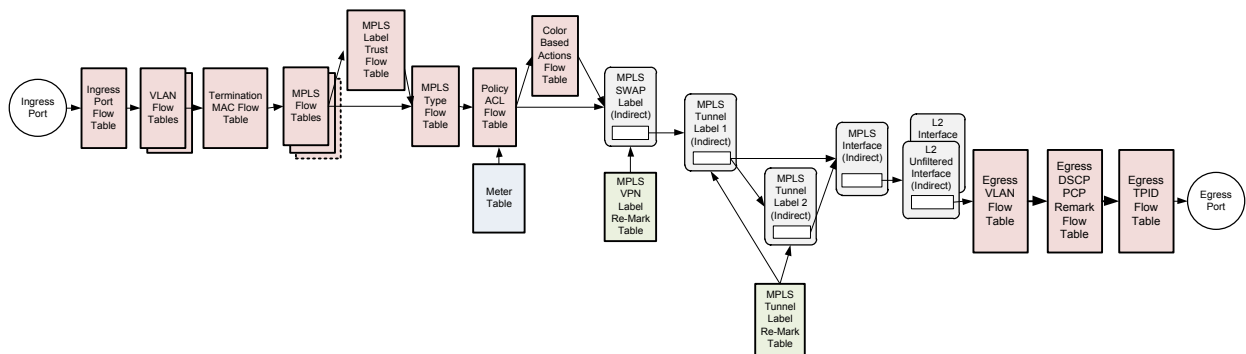 Ingress
Port
Ingress
Port
Flow
Table
VLAN
Flow
Tables
Termination
MAC Flow
Table
MPLS
Flow
Tables
MPLS
Label
Trust
Flow
Table
MPLS
Type
Flow
Table
Policy
ACL
Flow
Table
Meter
Table
Color
Based
Actions
Flow
Table
MPLS
SWAP
Label
(Indirect)
MPLS
VPN
Label
Re-Mark
Table
MPLS
Tunnel
Label 1
(Indirect)
MPLS
Tunnel
Label 2
(Indirect)
MPLS
Tunnel
Label
Re-Mark
Table
MPLS
Interface
(Indirect)
L2
Interface
L2
Unfiltered
Interface
(Indirect)
Egress
VLAN
Flow
Table
Egress
DSCP
PCP
Remark
Flow
Table
Egress
TPID
Flow
Table
Egress
Port